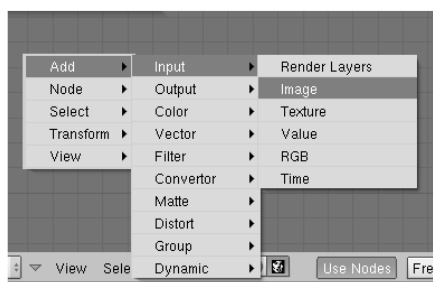 Add
Node
Select
Transform
View
Input
Output
Color
Vector
Filter
Convertor
Matte
Distort
Group
Dynamic
Render Layers
Image
Texture
Value
RGB
Time
View Sele Use Nodes Fre